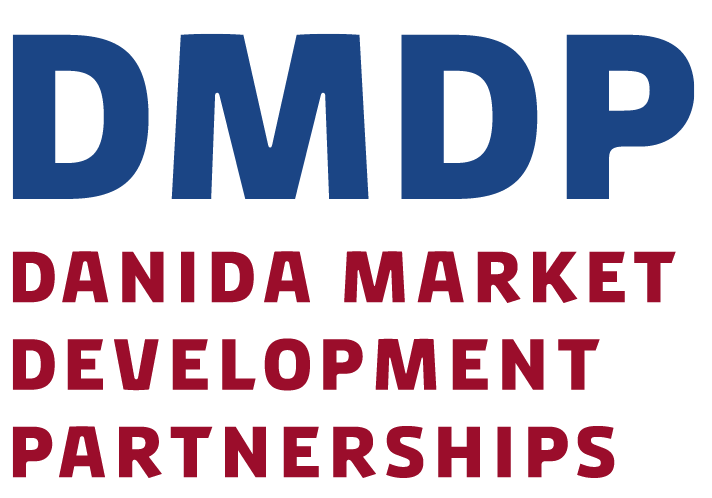 DMDP
DANIDA MARKET
DEVELOPMENT
PARTNERSHIPS